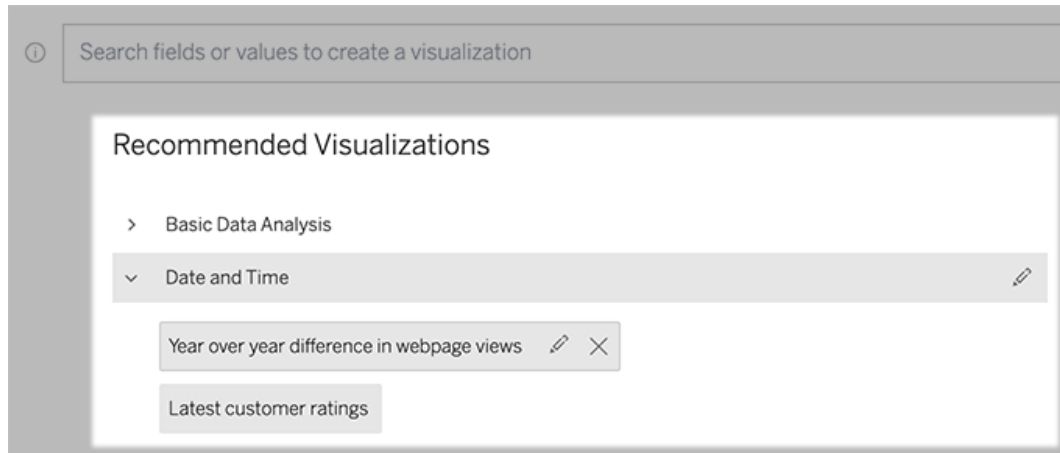 Search fields or values to create a visualization
Recommended Visualizations
Basic Data Analysis
Date and Time
Year over year difference in webpage views
Latest customer ratings